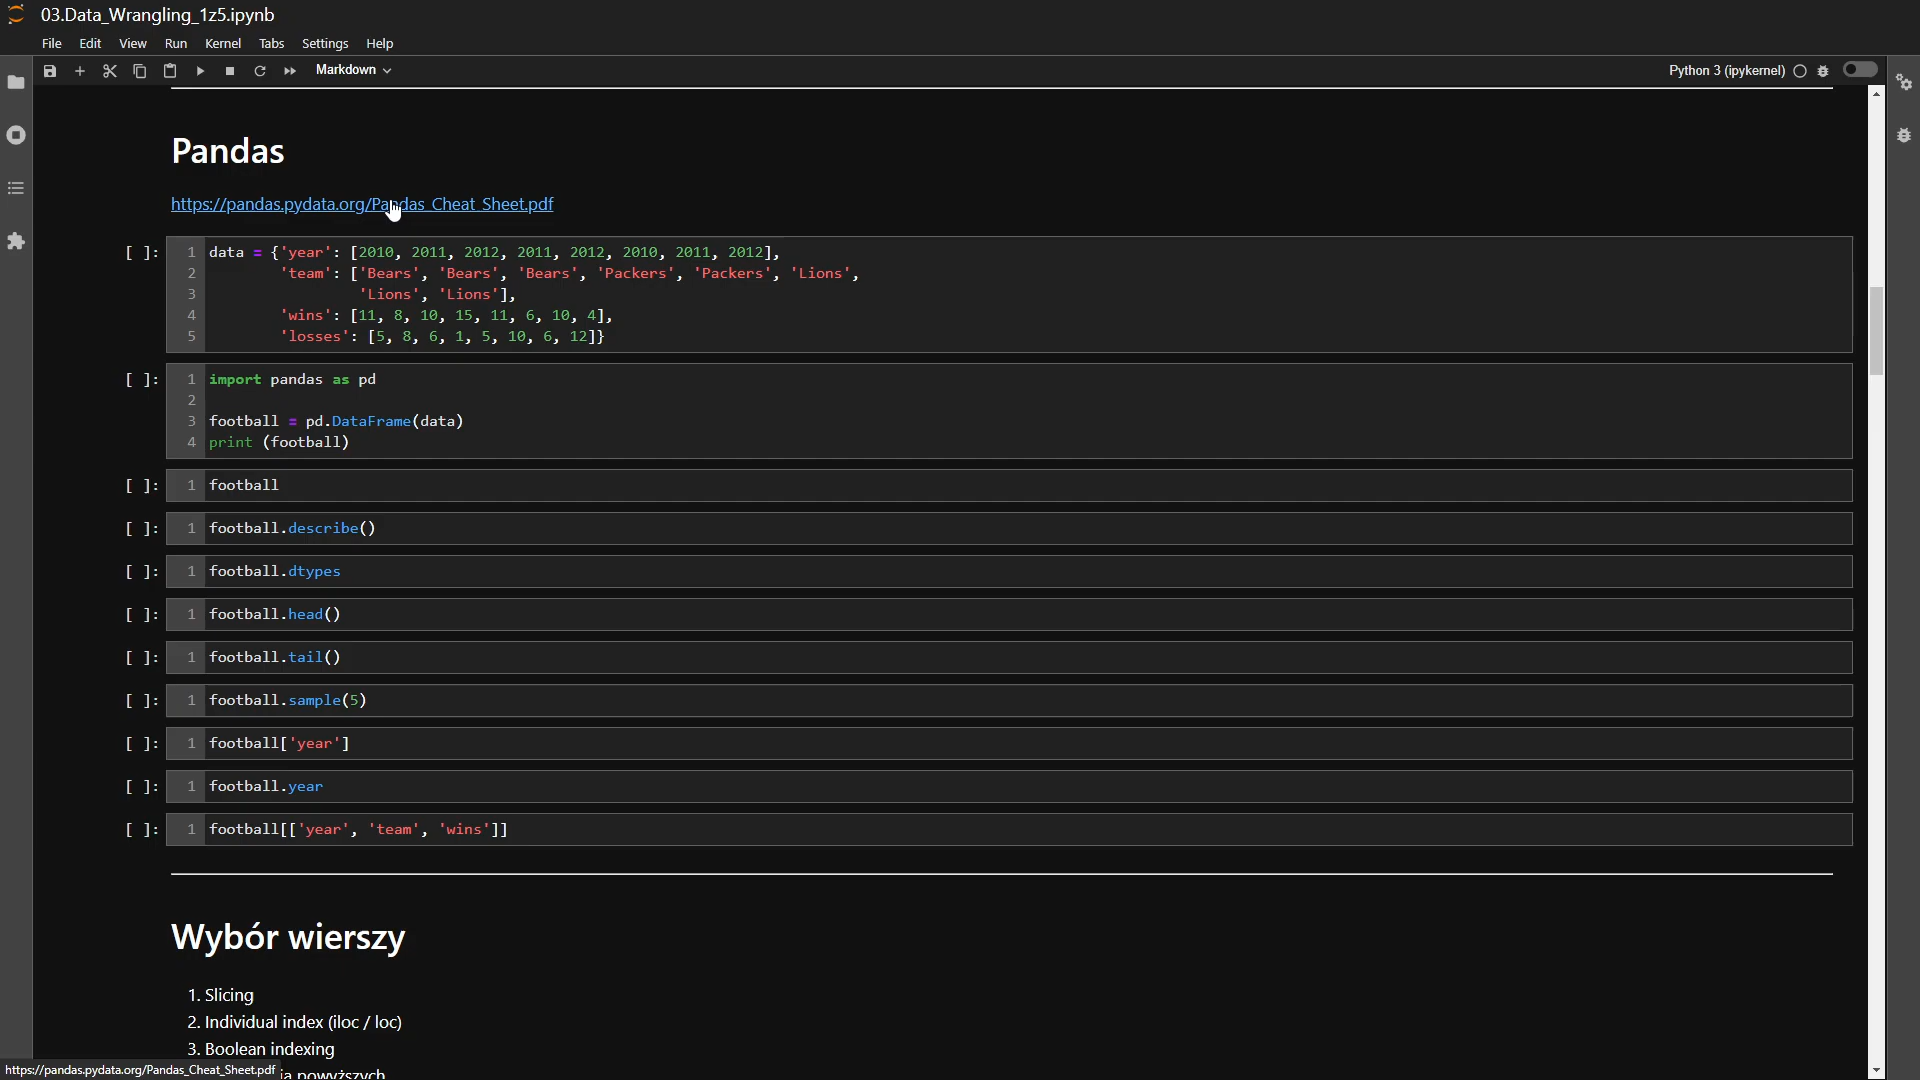 03.Data_Wrangling_1z5.ipynb
File Edit View Run Kernel Tabs Settings Help
Markdown
Python 3 (ipykernel)
Pandas
https://pandas.pydata.org/Pandas_Cheat_Sheet.pdf
[ ]: 1 data = {'year': [2010, 2011, 2012, 2011, 2012, 2010, 2011, 2012],
2 'team': ['Bears', 'Bears', 'Bears', 'Packers', 'Packers', 'Lions',
3 'Lions', 'Lions'],
4 'wins': [11, 8, 10, 15, 11, 6, 10, 4],
5 'losses': [5, 8, 6, 1, 5, 10, 6, 12]}
[ ]: 1 import pandas as pd
2
3 football = pd.DataFrame(data)
4 print (football)
[ ]: 1 football
[ ]: 1 football.describe()
[ ]: 1 football.dtypes
[ ]: 1 football.head()
[ ]: 1 football.tail()
[ ]: 1 football.sample(5)
[ ]: 1 football['year']
[ ]: 1 football.year
[ ]: 1 football[['year', 'team', 'wins']]
Wybór wierszy
1. Slicing
2. Individual index (iloc / loc)
3. Boolean indexing
https://pandas.pydata.org/Pandas_Cheat_Sheet.pdf
powyższych